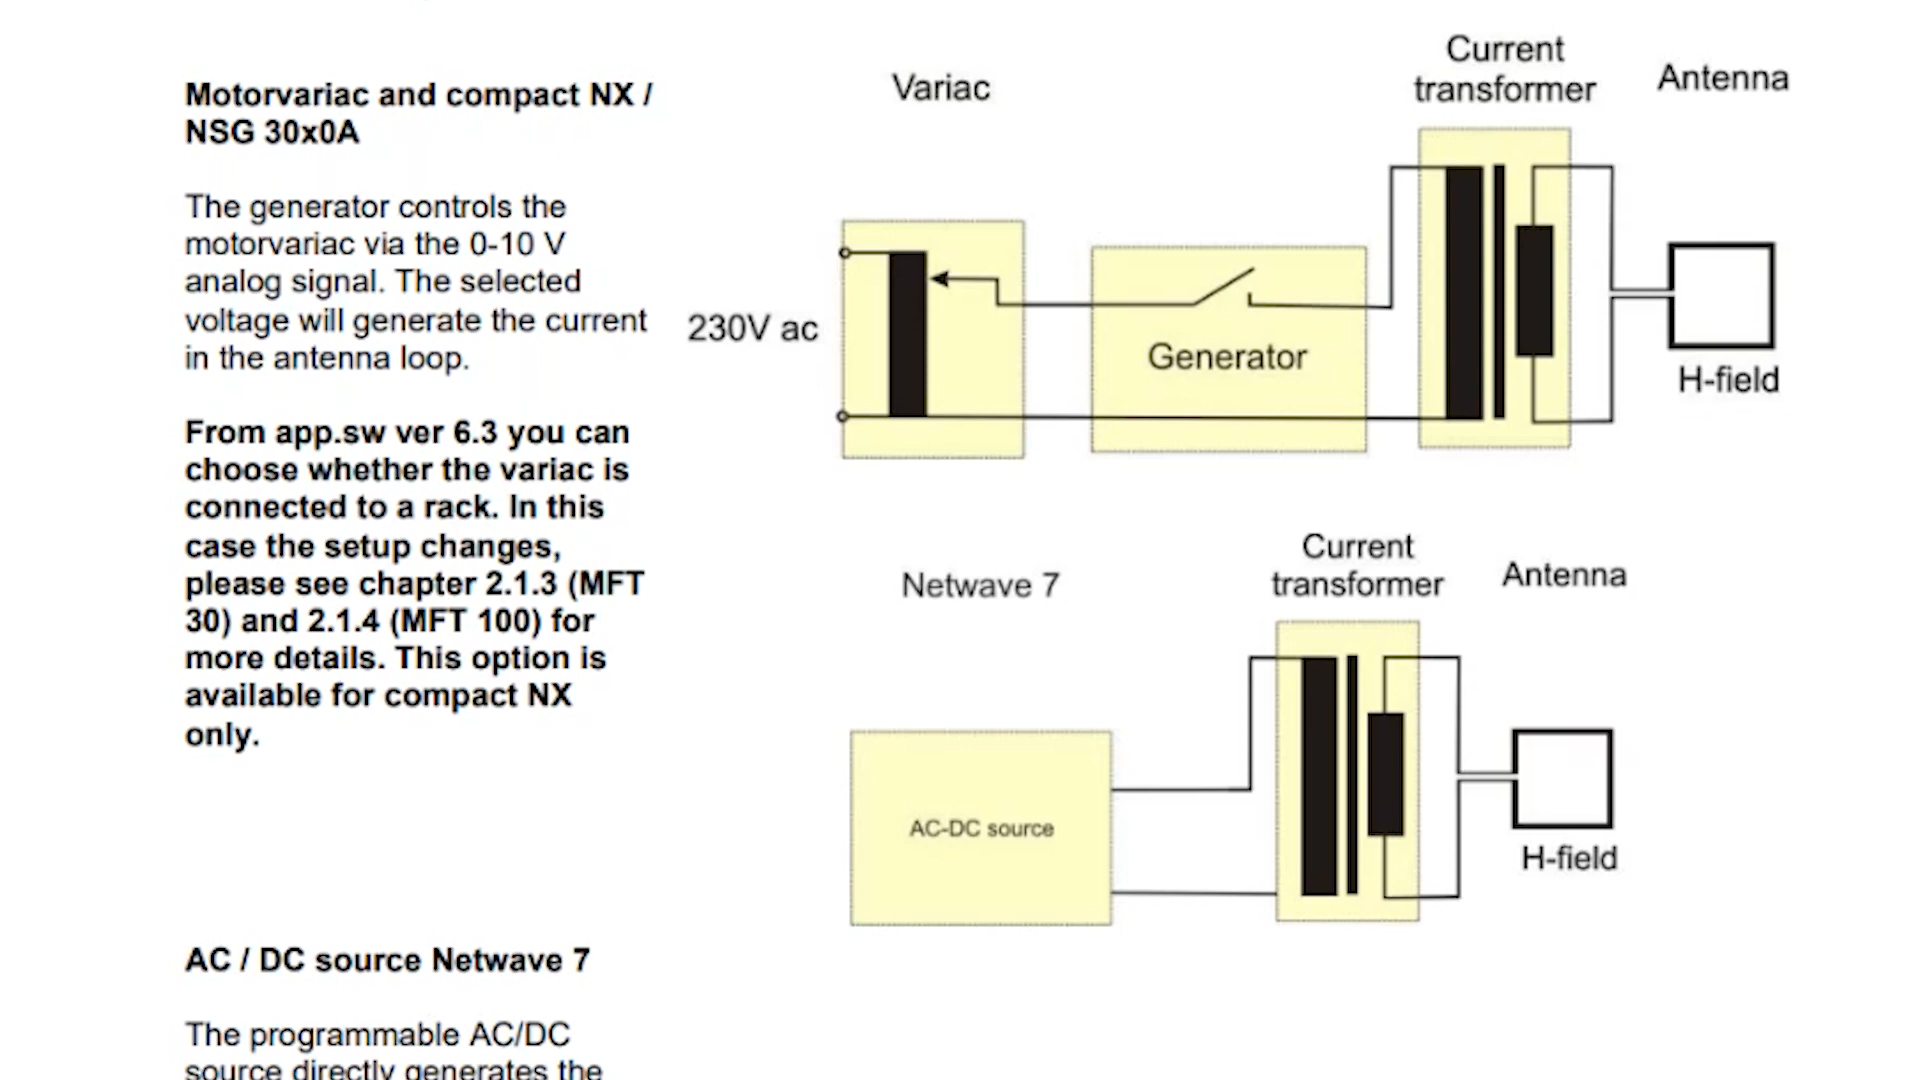 Motorvariac and compact NX /
NSG 30x0A
The generator controls the
motorvariac via the 0-10 V
analog signal. The selected
voltage will generate the current
in the antenna loop.
From app.sw ver 6.3 you can
choose whether the variac is
connected to a rack. In this
case the setup changes,
please see chapter 2.1.3 (MFT
30) and 2.1.4 (MFT 100) for
more details. This option is
available for compact NX
only.
AC / DC source Netwave 7
The programmable AC/DC
source directly generates the
Variac
Current
transformer
Antenna
230V ac
Generator
H-field
Netwave 7
Current
transformer
Antenna
AC-DC source
H-field